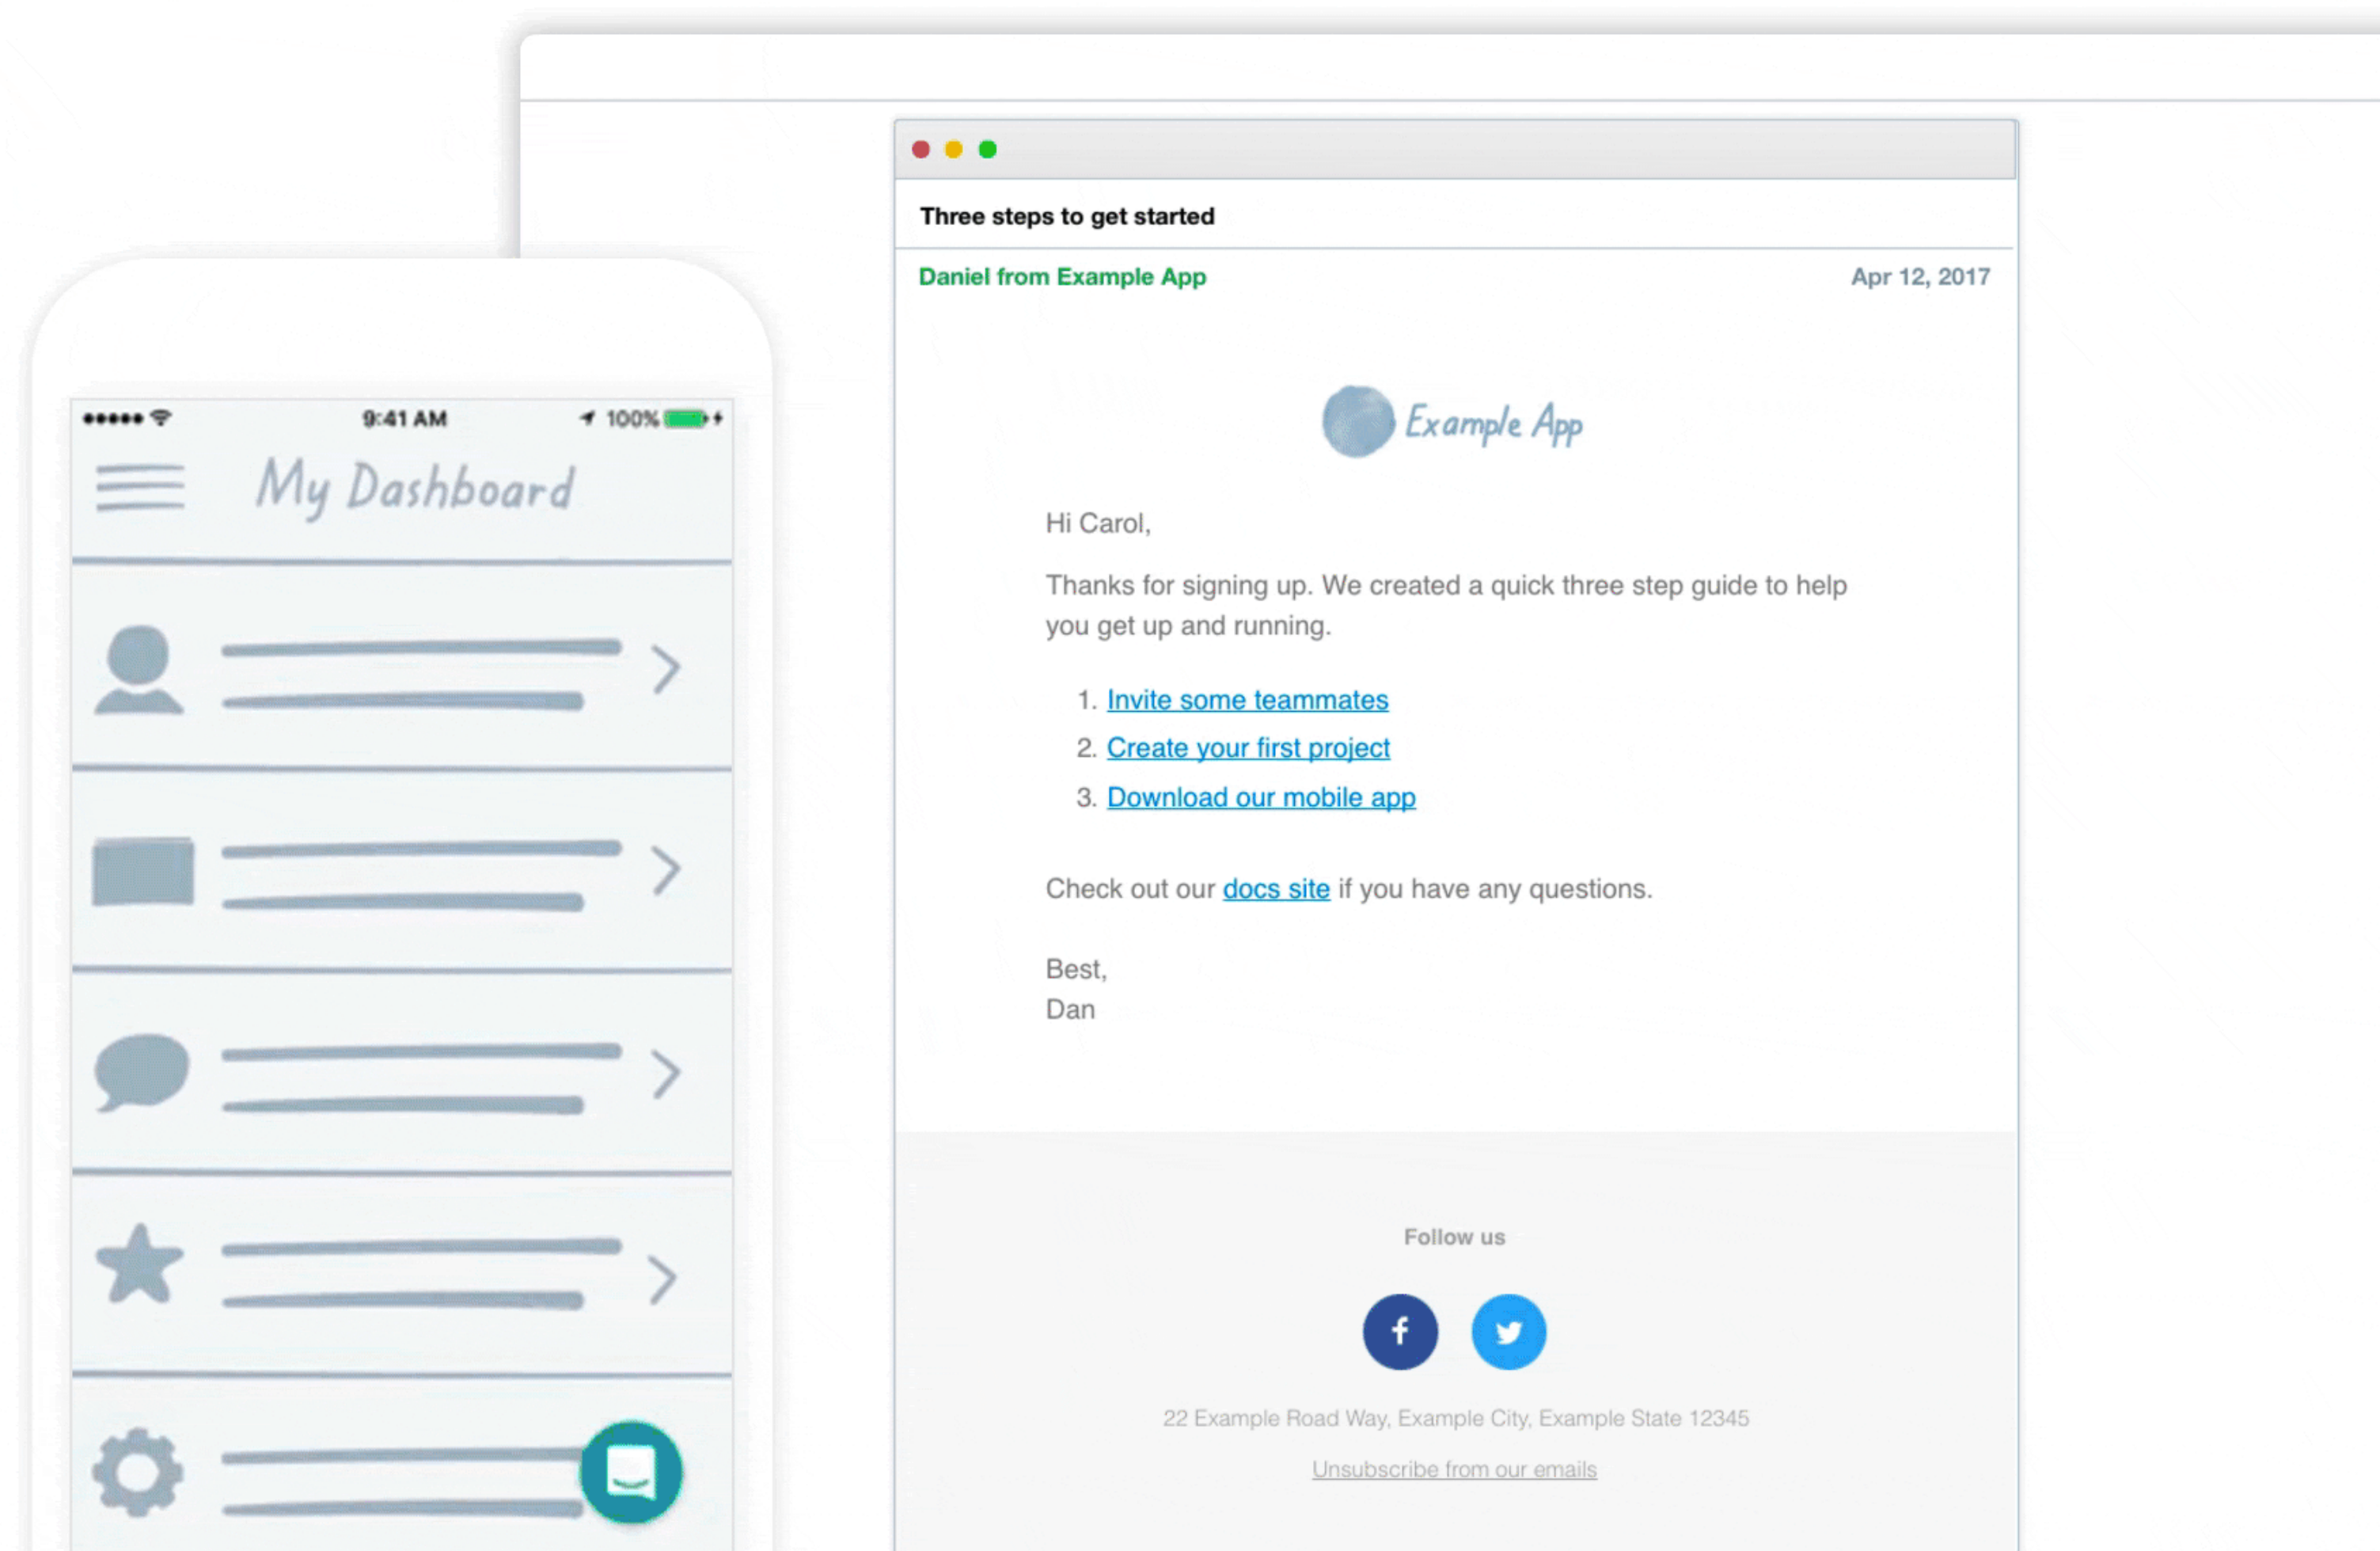 9:41 AM
100%
My Dashboard
Three steps to get started
Daniel from Example App
Apr 12, 2017
Example App
Hi Carol,
Thanks for signing up. We created a quick three step guide to help
you get up and running.
1. Invite some teammates
2. Create your first project
3. Download our mobile app
Check out our docs site if you have any questions.
Best,
Dan
Follow us
22 Example Road Way, Example City, Example State 12345
Unsubscribe from our emails